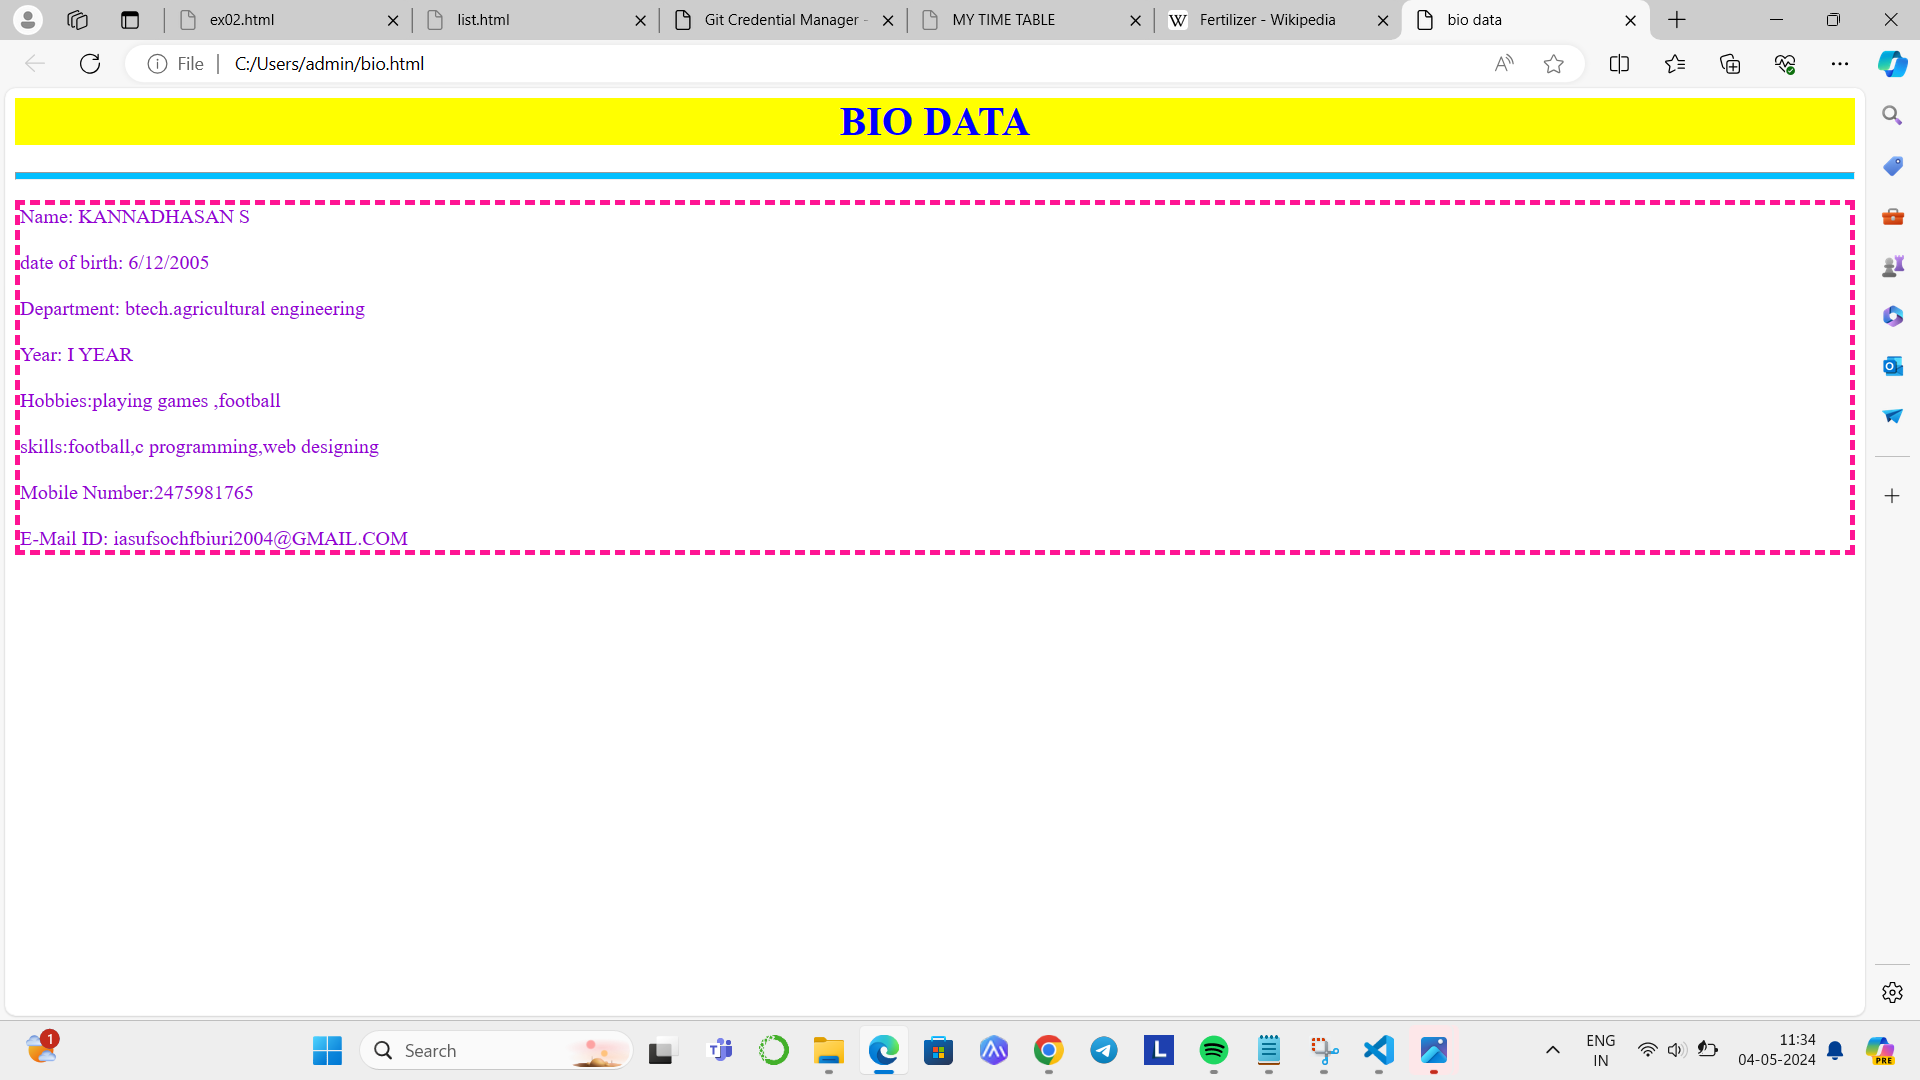 ex02.html
list.html
Git Credential Manager -
MY TIME TABLE
W Fertilizer - Wikipedia
bio data
File | C:/Users/admin/bio.html
BIO DATA
Name: KANNADHASAN S
date of birth: 6/12/2005
Department: btech.agricultural engineering
Year: I YEAR
Hobbies:playing games ,football
skills:football,c programming,web designing
Mobile Number:2475981765
E-Mail ID: iasufsochfbiuri2004@GMAIL.COM
1
Search
L
ENG
IN
11:34
04-05-2024
PRE